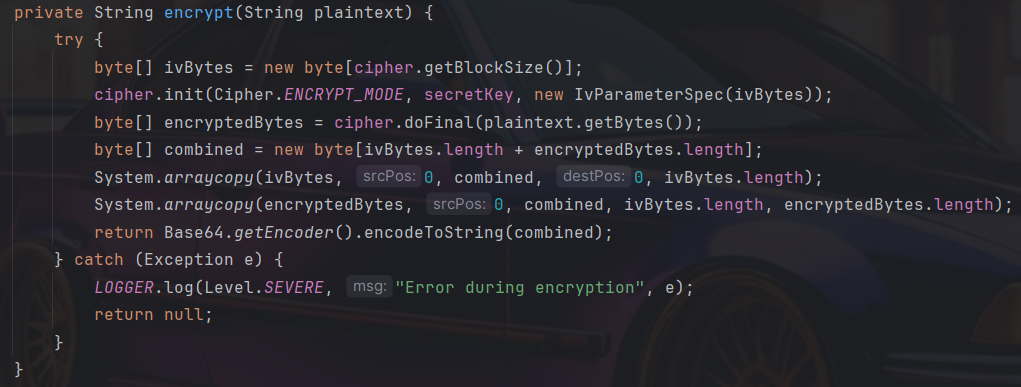 private String encrypt(String plaintext) {
try {
byte[] ivBytes = new byte[cipher.getBlockSize()];
cipher.init(Cipher.ENCRYPT_MODE, secretKey, new IvParameterSpec(ivBytes));
byte[] encryptedBytes = cipher.doFinal(plaintext.getBytes());
byte[] combined = new byte[ivBytes.length + encryptedBytes.length];
System.arraycopy(ivBytes, srcPos: 0, combined, destPos: 0, ivBytes.length);
System.arraycopy(encryptedBytes, srcPos: 0, combined, ivBytes.length, encryptedBytes.length);
return Base64.getEncoder().encodeToString(combined);
} catch (Exception e) {
LOGGER.log(Level.SEVERE, msg: "Error during encryption", e);
return null;
}
}